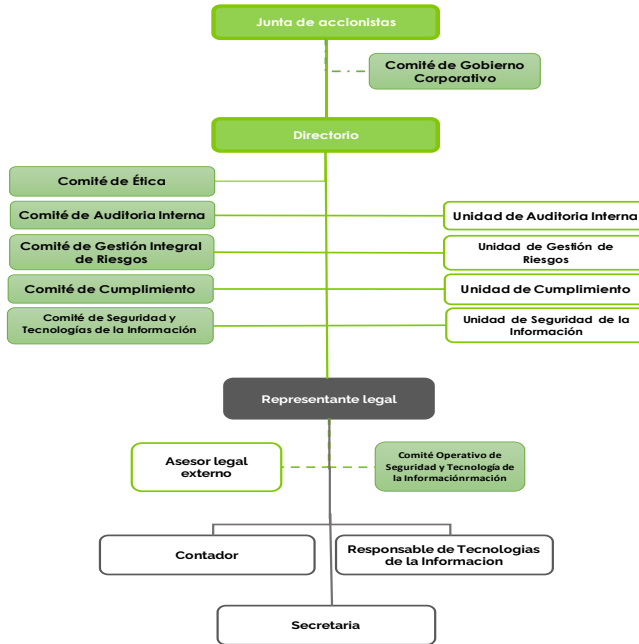 Junta de accionistas
Comité de Gobierno
Corporativo
Directorio
Comité de Ética
Comité de Auditoria Interna
Unidad de Auditoria Interna
Comité de Gestión Integral
de Riesgos
Unidad de Gestión de
Riesgos
Comité de Cumplimiento
Unidad de Cumplimiento
Comité de Seguridad y
Tecnologías de la Información
Unidad de Seguridad de la
Información
Representante legal
Asesor legal
externo
Comité Operativo de
Seguridad y Tecnología de
la Informaciónrmación
Contador
Responsable de Tecnologias
de la Informacion
Secretaria